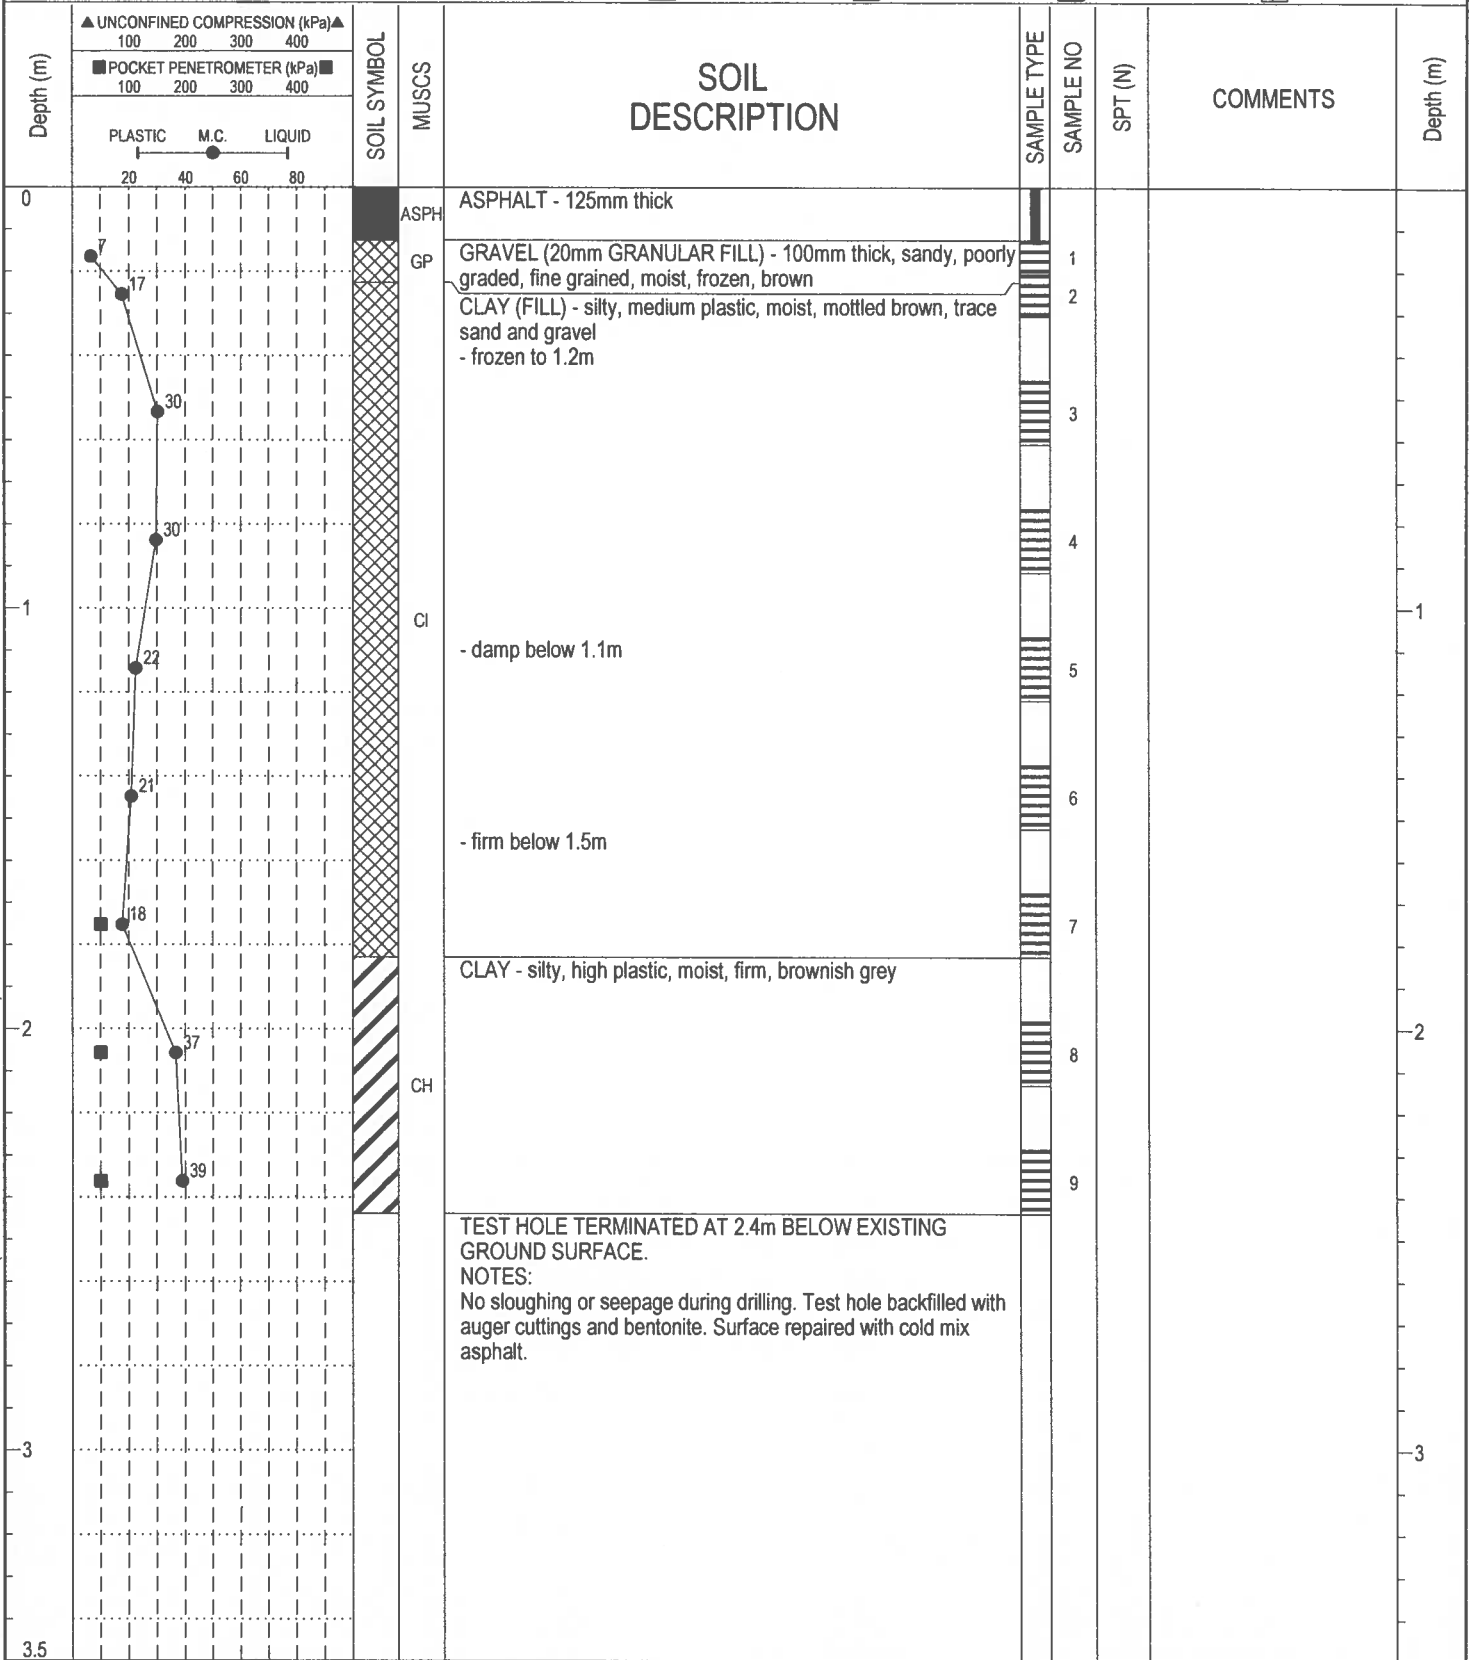 Depth (m)
▲ UNCONFINED COMPRESSION (kPa) ▲
100 200 300 400
■ POCKET PENETROMETER (kPa) ■
100 200 300 400
PLASTIC M.C. LIQUID
20 40 60 80
SOIL SYMBOL
MUSCS
SOIL
DESCRIPTION
SAMPLE TYPE
SAMPLE NO
SPT (N)
COMMENTS
Depth (m)
0
ASPH
ASPHALT - 125mm thick
7
GP
GRAVEL (20mm GRANULAR FILL) - 100mm thick, sandy, poorly
graded, fine grained, moist, frozen, brown
1
17
2
CLAY (FILL) - silty, medium plastic, moist, mottled brown, trace
sand and gravel
- frozen to 1.2m
30
3
30
4
1
CI
1
- damp below 1.1m
22
5
21
6
- firm below 1.5m
18
7
CLAY - silty, high plastic, moist, firm, brownish grey
2
2
37
8
CH
39
9
TEST HOLE TERMINATED AT 2.4m BELOW EXISTING
GROUND SURFACE.
NOTES:
No sloughing or seepage during drilling. Test hole backfilled with
auger cuttings and bentonite. Surface repaired with cold mix
asphalt.
3
3
3.5